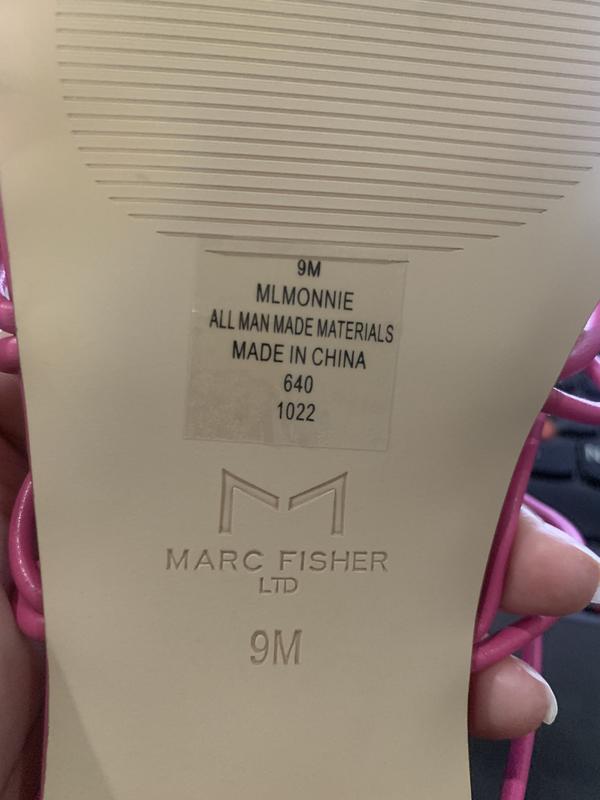 9M
MLMONNIE
ALL MAN MADE MATERIALS
MADE IN CHINA
640
1022
MARC FISHER
LTD
9M